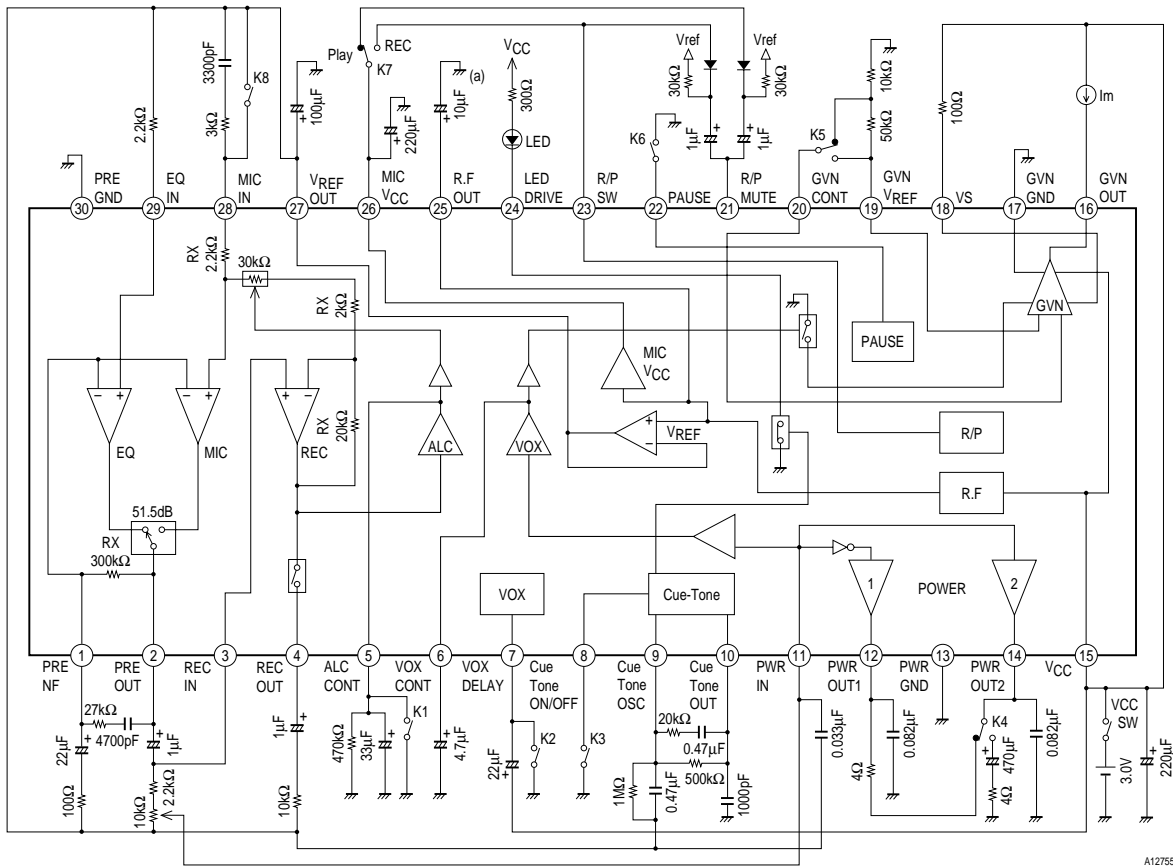 2.2kΩ
3300pF
3kΩ
K8
100µF
+
Play
REC
K7
220µF
+
10µF
+
(a)
VCC
300Ω
LED
K6
Vref
Vref
30kΩ
30kΩ
1µF
+
1µF
+
K5
10kΩ
50kΩ
100Ω
Im
PRE GND
EQ IN
MIC IN
VREF OUT
MIC VCC
R.F OUT
LED DRIVE
R/P SW
PAUSE
R/P MUTE
GVN CONT
GVN VREF
VS
GVN GND
GVN OUT
30 29 28 27 26 25 24 23 22 21 20 19 18 17 16
RX 2.2kΩ
30kΩ
RX 2kΩ
GVN
PAUSE
MIC VCC
− +
EQ
− +
MIC
+ −
REC
RX 20kΩ
ALC
VOX
+ −
VREF
R/P
R.F
51.5dB
RX 300kΩ
VOX
Cue-Tone
1
POWER
2
1 2 3 4 5 6 7 8 9 10 11 12 13 14 15
PRE NF
PRE OUT
REC IN
REC OUT
ALC CONT
VOX CONT
VOX DELAY
Cue Tone ON/OFF
Cue Tone OSC
Cue Tone OUT
PWR IN
PWR OUT1
PWR GND
PWR OUT2
VCC
27kΩ
4700pF
22µF
+
100Ω
1µF
+
2.2kΩ
10kΩ
1µF
+
10kΩ
470kΩ
33µF
+
K1
4.7µF
+
22µF
+
K2
K3
20kΩ
0.47µF
500kΩ
1MΩ
0.47µF
1000pF
0.033µF
0.082µF
4Ω
K4
470µF
+
4Ω
0.082µF
VCC SW
3.0V
220µF
+
A12755